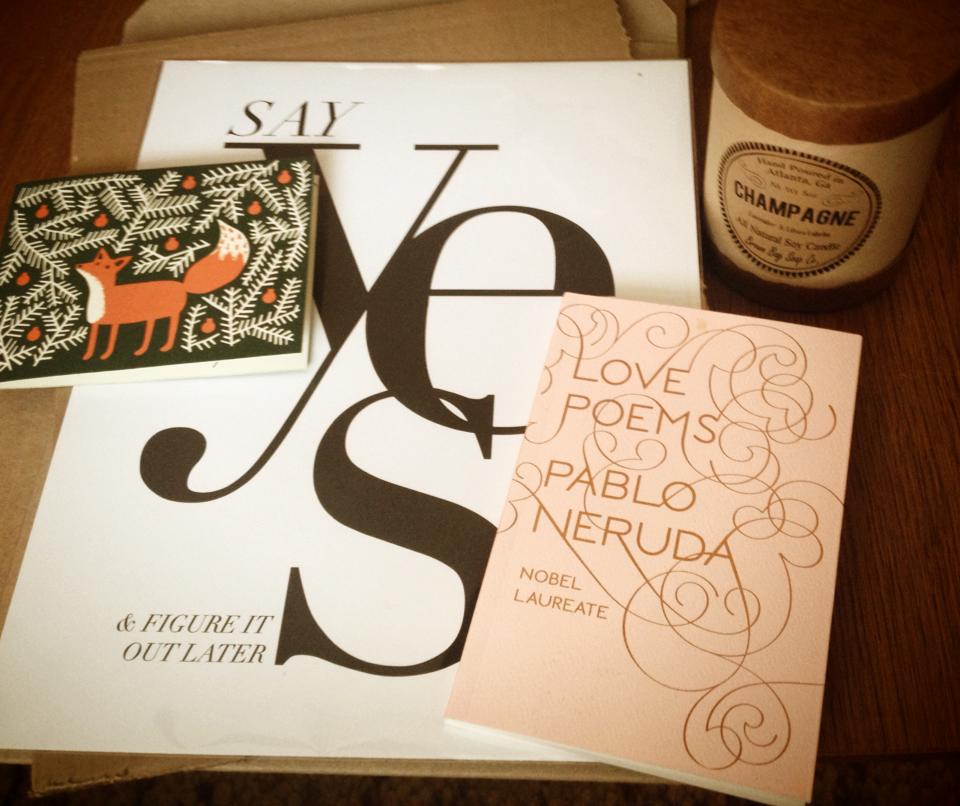 SAY
yes
& FIGURE IT
OUT LATER
LOVE
POEMS
PABLO
NERUDA
NOBEL
LAUREATE
Hand Poured in
Atlanta, GA
CHAMPAGNE
All Natural Soy Candle